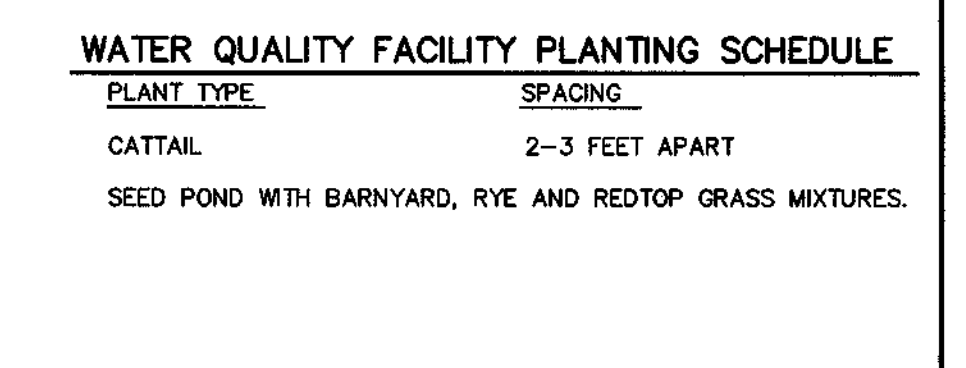 WATER QUALITY FACILITY PLANTING SCHEDULE
PLANT TYPE SPACING
CATTAIL 2-3 FEET APART
SEED POND WITH BARNYARD, RYE AND REDTOP GRASS MIXTURES.